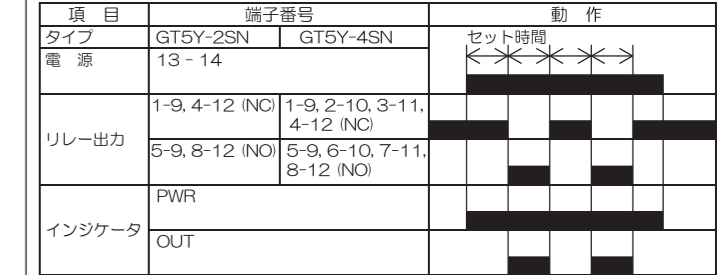 項 目 端子番号 動 作
タイプ GT5Y-2SN GT5Y-4SN セット時間
電 源 13 - 14
リレー出力 1-9, 4-12 (NC) 1-9, 2-10, 3-11,
4-12 (NC)
5-9, 8-12 (NO) 5-9, 6-10, 7-11,
8-12 (NO)
インジケータ PWR
OUT